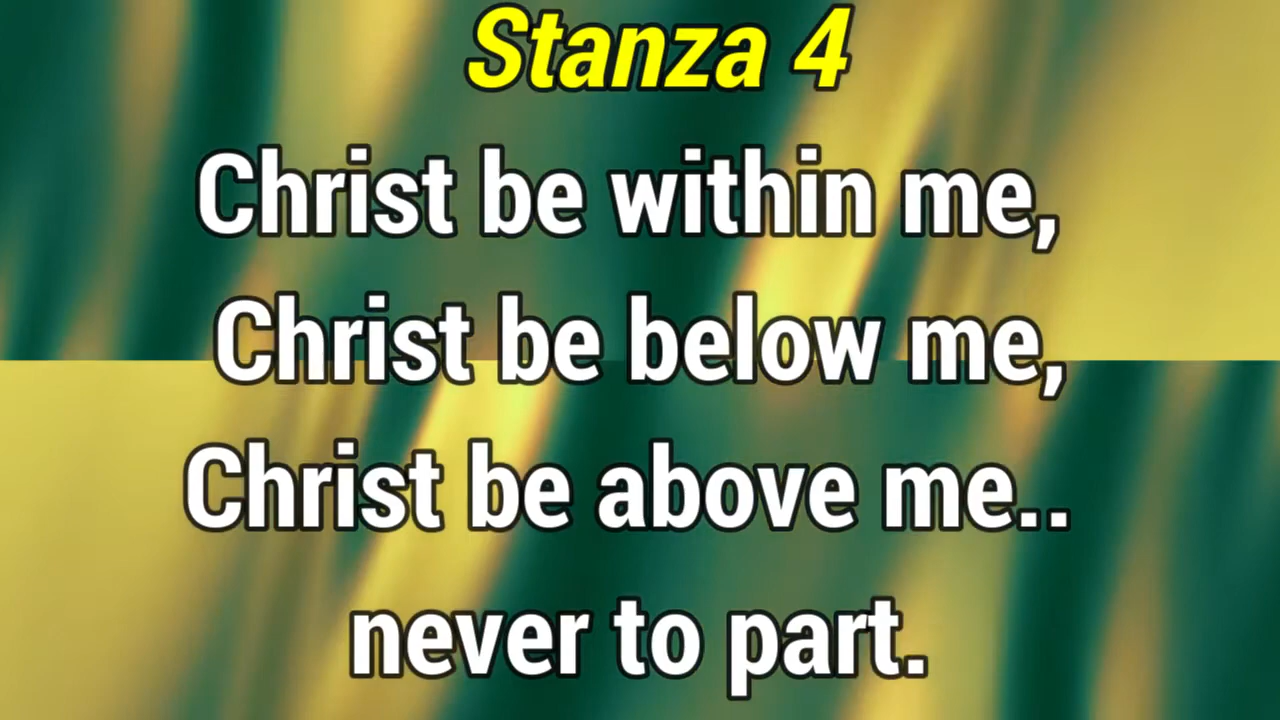 Stanza 4
Christ be within me,
Christ be below me,
Christ be above me..
never to part.